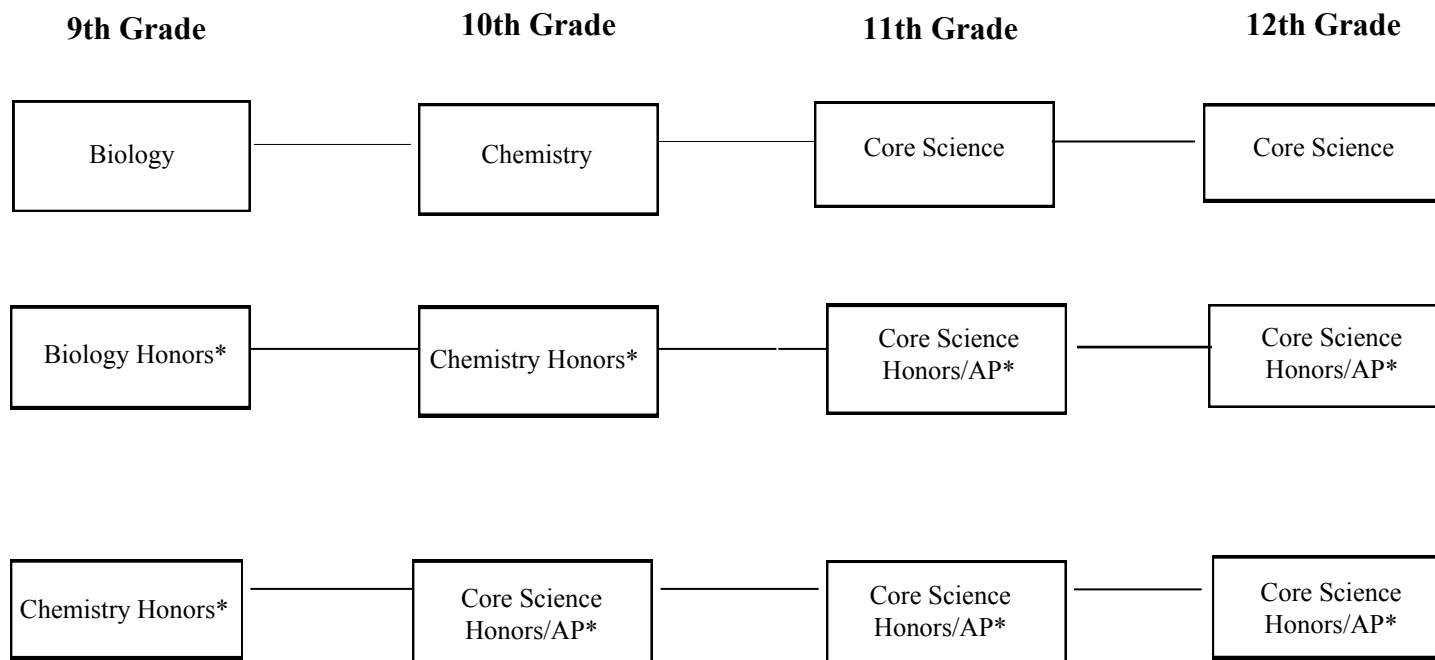 9th Grade
10th Grade
11th Grade
12th Grade
Biology
Chemistry
Core Science
Core Science
Biology Honors*
Chemistry Honors*
Core Science
Honors/AP*
Core Science
Honors/AP*
Chemistry Honors*
Core Science
Honors/AP*
Core Science
Honors/AP*
Core Science
Honors/AP*